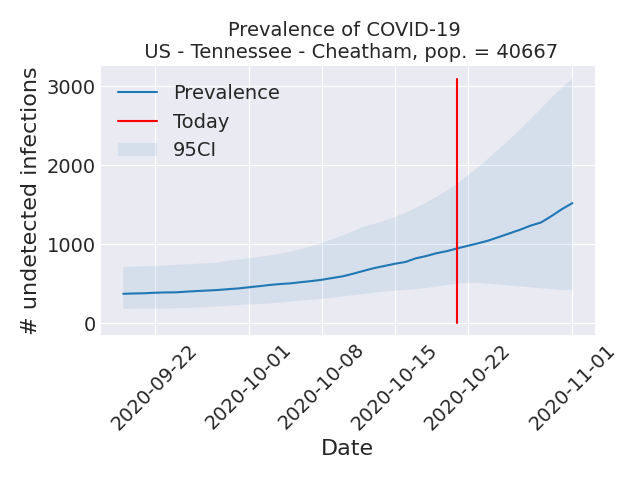 Prevalence of COVID-19
US - Tennessee - Cheatham, pop. = 40667
# undetected infections
3000
2000
1000
0
Prevalence
Today
95CI
2020-09-22
2020-10-01
2020-10-08
2020-10-15
2020-10-22
2020-11-01
Date